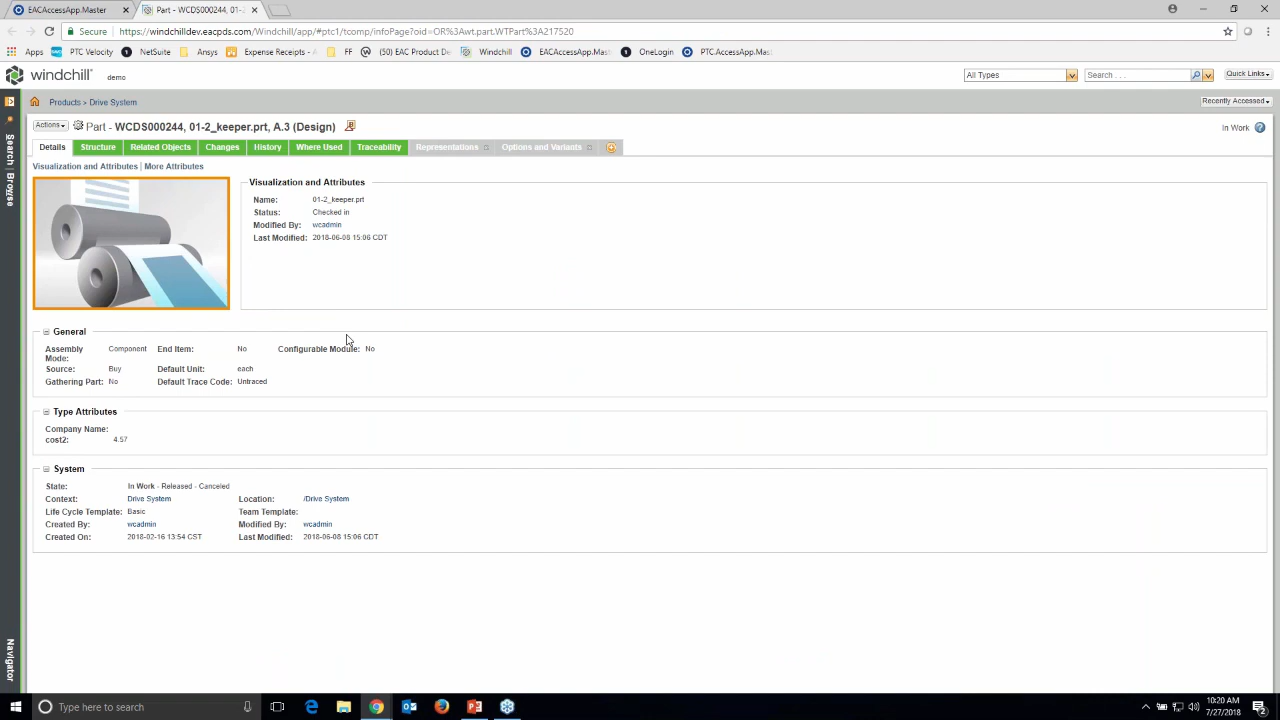 EACAccessApp.Master
Part - WCDS000244, 01-2_
Secure | https://windchilldev.eacpds.com/Windchill/app/#ptc1/tcomp/infoPage?oid=OR%3Awt.part.WTPart%3A217520
Apps PTC Velocity NetSuite Ansys Expense Receipts - FF (50) EAC Product De Windchill EACAccessApp.Mas OneLogin PTC.AccessApp.Mas
windchill demo All Types Search . . . Quick Links
Products > Drive System Recently Accessed
Actions Part - WCDS000244, 01-2_keeper.prt, A.3 (Design) In Work
Details Structure Related Objects Changes History Where Used Traceability Representations Options and Variants
Visualization and Attributes | More Attributes
Visualization and Attributes
Name: 01-2_keeper.prt
Status: Checked in
Modified By: wcadmin
Last Modified: 2018-06-08 15:06 CDT
General
Assembly Mode: Component End Item: No Configurable Module: No
Source: Buy Default Unit: each
Gathering Part: No Default Trace Code: Untraced
Type Attributes
Company Name:
cost2: 4.57
System
State: In Work - Released - Canceled
Context: Drive System Location: /Drive System
Life Cycle Template: Basic Team Template:
Created By: wcadmin Modified By: wcadmin
Created On: 2018-02-16 13:54 CST Last Modified: 2018-06-08 15:06 CDT
Search | Browse
Navigator
Type here to search
10:20 AM
7/27/2018
2